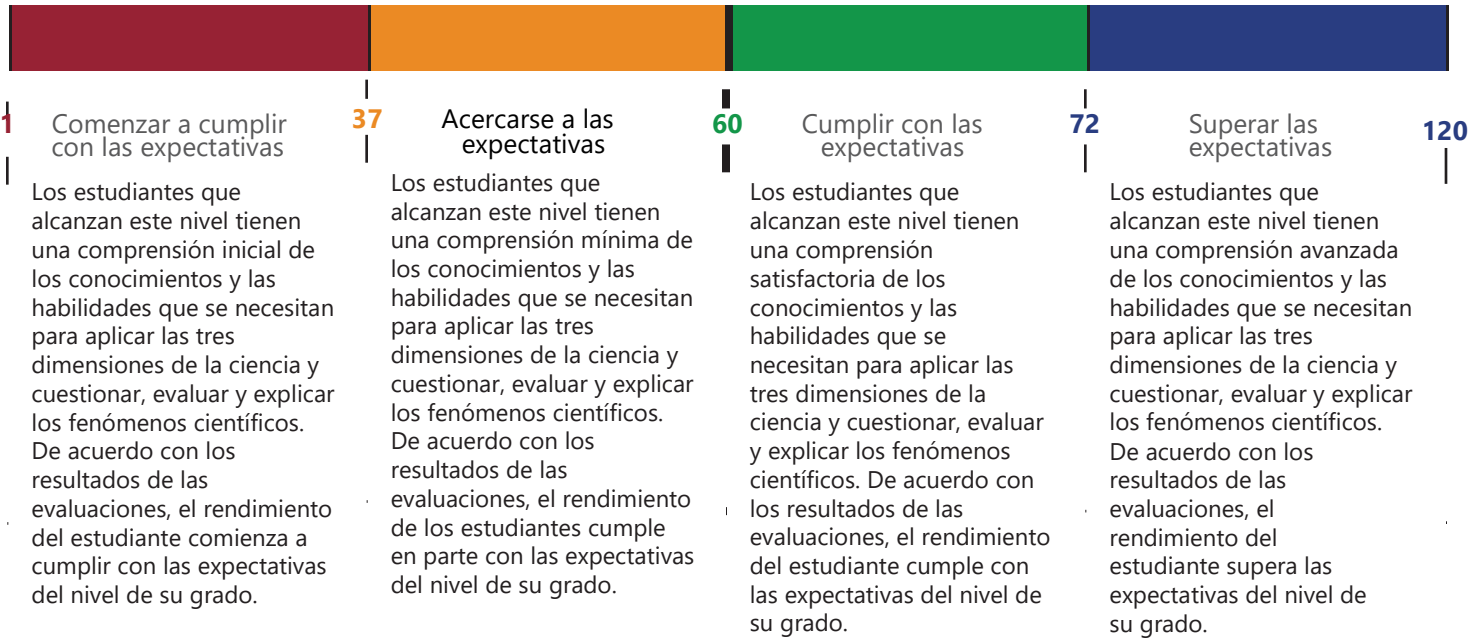 1
Comenzar a cumplir
con las expectativas
Los estudiantes que
alcanzan este nivel tienen
una comprensión inicial de
los conocimientos y las
habilidades que se necesitan
para aplicar las tres
dimensiones de la ciencia y
cuestionar, evaluar y explicar
los fenómenos científicos.
De acuerdo con los
resultados de las
evaluaciones, el rendimiento
del estudiante comienza a
cumplir con las expectativas
del nivel de su grado.
37
Acercarse a las
expectativas
Los estudiantes que
alcanzan este nivel tienen
una comprensión mínima de
los conocimientos y las
habilidades que se necesitan
para aplicar las tres
dimensiones de la ciencia y
cuestionar, evaluar y explicar
los fenómenos científicos.
De acuerdo con los
resultados de las
evaluaciones, el rendimiento
de los estudiantes cumple
en parte con las expectativas
del nivel de su grado.
60
Cumplir con las
expectativas
Los estudiantes que
alcanzan este nivel tienen
una comprensión
satisfactoria de los
conocimientos y las
habilidades que se
necesitan para aplicar las
tres dimensiones de la
ciencia y cuestionar, evaluar
y explicar los fenómenos
científicos. De acuerdo con
los resultados de las
evaluaciones, el rendimiento
del estudiante cumple con
las expectativas del nivel de
su grado.
72
Superar las
expectativas
Los estudiantes que
alcanzan este nivel tienen
una comprensión avanzada
de los conocimientos y las
habilidades que se necesitan
para aplicar las tres
dimensiones de la ciencia y
cuestionar, evaluar y explicar
los fenómenos científicos.
De acuerdo con los
resultados de las
evaluaciones, el
rendimiento del
estudiante supera las
expectativas del nivel de
su grado.
120